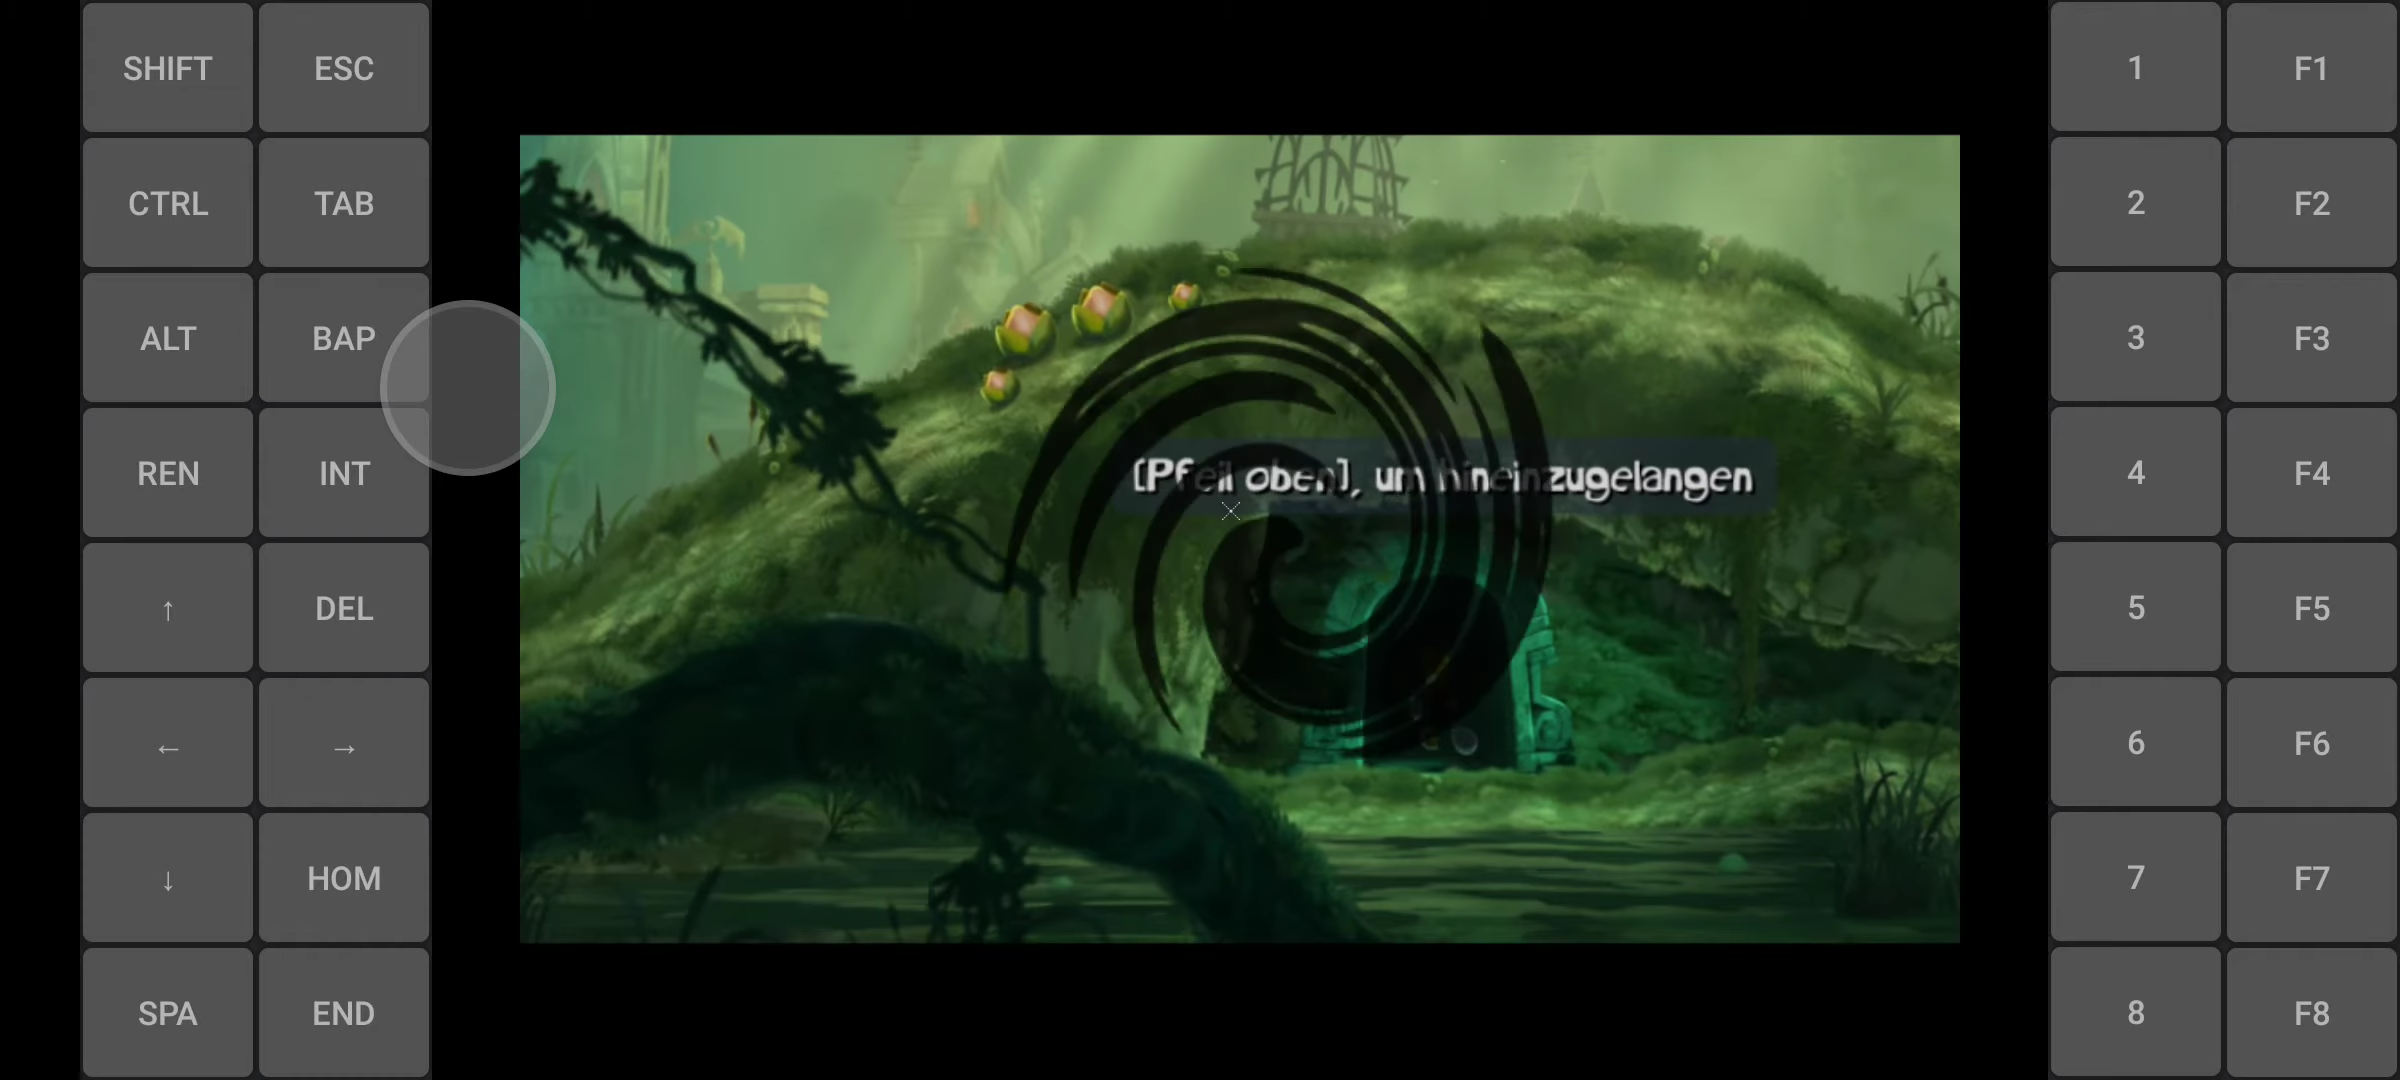 SHIFT ESC
CTRL TAB
ALT BAP
REN INT
↑ DEL
← →
↓ HOM
SPA END
[Pfeil oben], um hineinzugelangen
1 F1
2 F2
3 F3
4 F4
5 F5
6 F6
7 F7
8 F8